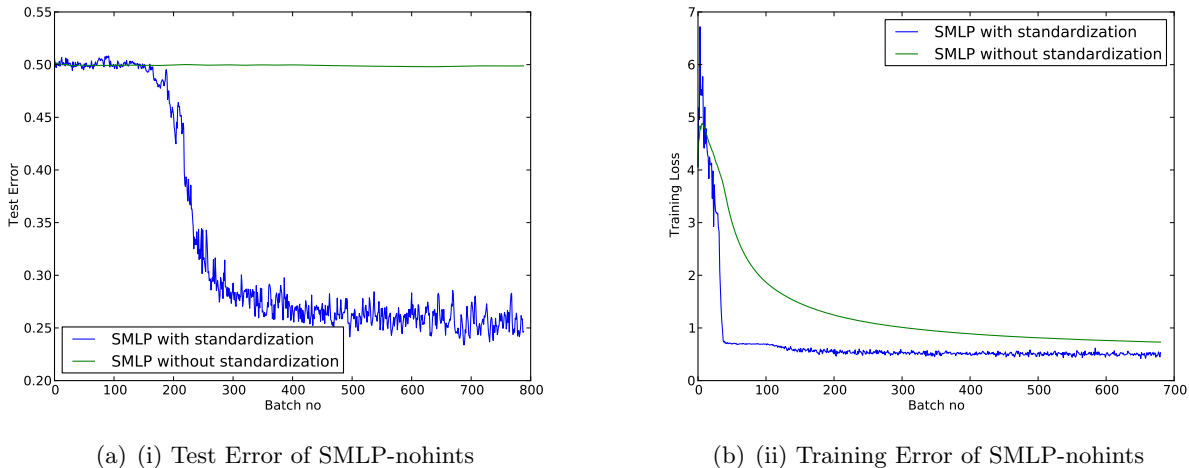 0.55
0.50
0.45
0.40
0.35
0.30
0.25
0.20
Test Error
SMLP with standardization
SMLP without standardization
0 100 200 300 400 500 600 700 800
Batch no
(a) (i) Test Error of SMLP-nohints
7
6
5
4
3
2
1
0
Training Loss
SMLP with standardization
SMLP without standardization
0 100 200 300 400 500 600 700
Batch no
(b) (ii) Training Error of SMLP-nohints